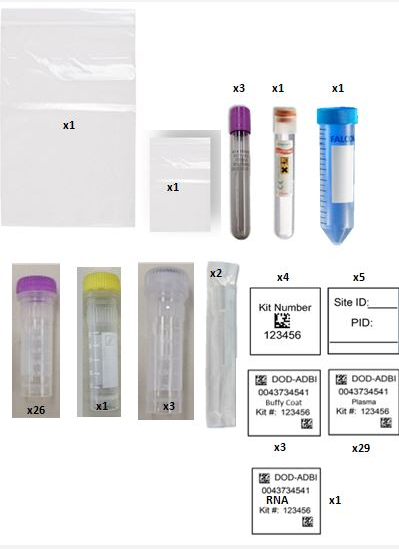 x1
x1
x3
x1
x1
FALCON
x26
x1
x3
x2
x4
Kit Number
123456
x5
Site ID:
PID:
DOD-ADBI
0043734541
Buffy Coat
Kit #: 123456
x3
DOD-ADBI
0043734541
Plasma
Kit #: 123456
x29
DOD-ADBI
0043734541
RNA
Kit #: 123456
x1